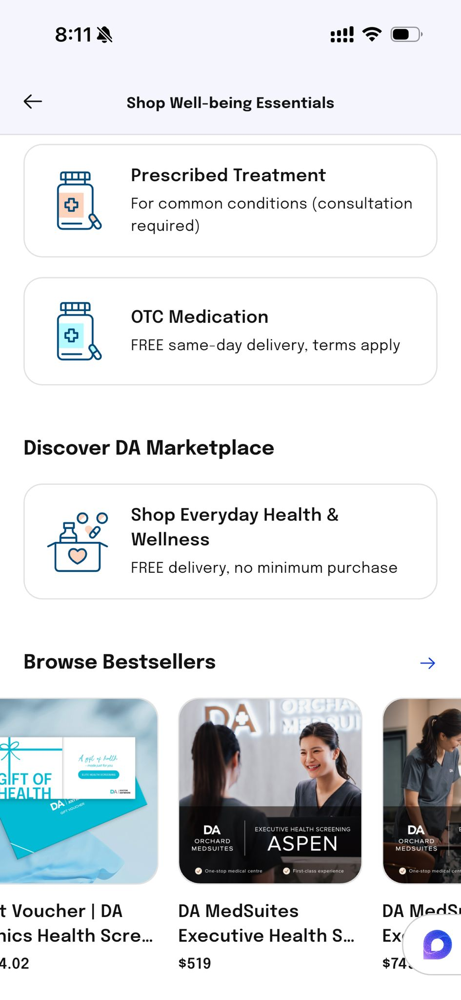 8:11
Shop Well-being Essentials
Prescribed Treatment
For common conditions (consultation
required)
OTC Medication
FREE same-day delivery, terms apply
Discover DA Marketplace
Shop Everyday Health &
Wellness
FREE delivery, no minimum purchase
Browse Bestsellers
GIFT OF
HEALTH
A gift of health
– made just for you
ELITE HEALTH SCREENING
DA DOCTOR
ANYWHERE
DA
GIFT VOUCHER
t Voucher | DA
nics Health Scre...
4.02
DA ORCHA
MEDSUI
DA
ORCHARD
MEDSUITES
EXECUTIVE HEALTH SCREENING
ASPEN
One-stop medical centre
First-class experience
DA MedSuites
Executive Health S...
$519
DA
DA
ORCHARD
MEDSUITES
E
One-stop medical cent
DA MedSu
Ex
$74